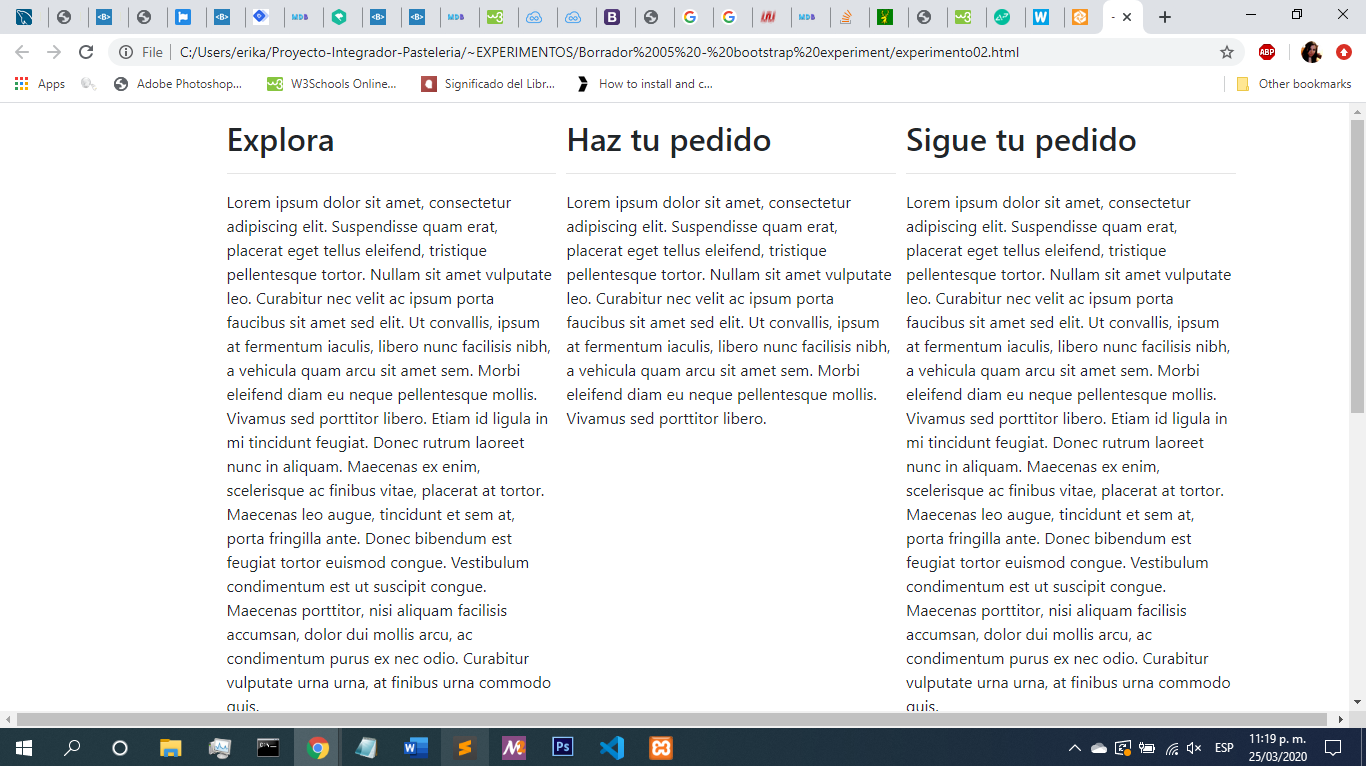 File
C:/Users/erika/Proyecto-Integrador-Pasteleria/~EXPERIMENTOS/Borrador%2005%20-%20bootstrap%20experiment/experimento02.html
ABP
Apps
Adobe Photoshop...
W3Schools Online...
Significado del Libr...
How to install and c...
Other bookmarks
Explora
Lorem ipsum dolor sit amet, consectetur
adipiscing elit. Suspendisse quam erat,
placerat eget tellus eleifend, tristique
pellentesque tortor. Nullam sit amet vulputate
leo. Curabitur nec velit ac ipsum porta
faucibus sit amet sed elit. Ut convallis, ipsum
at fermentum iaculis, libero nunc facilisis nibh,
a vehicula quam arcu sit amet sem. Morbi
eleifend diam eu neque pellentesque mollis.
Vivamus sed porttitor libero. Etiam id ligula in
mi tincidunt feugiat. Donec rutrum laoreet
nunc in aliquam. Maecenas ex enim,
scelerisque ac finibus vitae, placerat at tortor.
Maecenas leo augue, tincidunt et sem at,
porta fringilla ante. Donec bibendum est
feugiat tortor euismod congue. Vestibulum
condimentum est ut suscipit congue.
Maecenas porttitor, nisi aliquam facilisis
accumsan, dolor dui mollis arcu, ac
condimentum purus ex nec odio. Curabitur
vulputate urna urna, at finibus urna commodo
quis.
Haz tu pedido
Lorem ipsum dolor sit amet, consectetur
adipiscing elit. Suspendisse quam erat,
placerat eget tellus eleifend, tristique
pellentesque tortor. Nullam sit amet vulputate
leo. Curabitur nec velit ac ipsum porta
faucibus sit amet sed elit. Ut convallis, ipsum
at fermentum iaculis, libero nunc facilisis nibh,
a vehicula quam arcu sit amet sem. Morbi
eleifend diam eu neque pellentesque mollis.
Vivamus sed porttitor libero.
Sigue tu pedido
Lorem ipsum dolor sit amet, consectetur
adipiscing elit. Suspendisse quam erat,
placerat eget tellus eleifend, tristique
pellentesque tortor. Nullam sit amet vulputate
leo. Curabitur nec velit ac ipsum porta
faucibus sit amet sed elit. Ut convallis, ipsum
at fermentum iaculis, libero nunc facilisis nibh,
a vehicula quam arcu sit amet sem. Morbi
eleifend diam eu neque pellentesque mollis.
Vivamus sed porttitor libero. Etiam id ligula in
mi tincidunt feugiat. Donec rutrum laoreet
nunc in aliquam. Maecenas ex enim,
scelerisque ac finibus vitae, placerat at tortor.
Maecenas leo augue, tincidunt et sem at,
porta fringilla ante. Donec bibendum est
feugiat tortor euismod congue. Vestibulum
condimentum est ut suscipit congue.
Maecenas porttitor, nisi aliquam facilisis
accumsan, dolor dui mollis arcu, ac
condimentum purus ex nec odio. Curabitur
vulputate urna urna, at finibus urna commodo
quis.
ESP
11:19 p. m.
25/03/2020